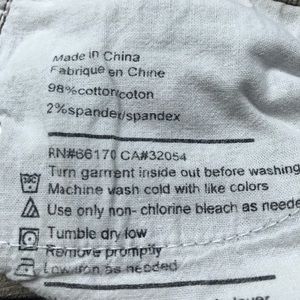 Made in China
Fabrique en Chine
98%cotton/coton
2%spandex/spandex
RN#66170 CA#32054
Turn garment inside out before washing
Machine wash cold with like colors
Use only non- chlorine bleach as neede
Tumble dry low
Remove promptly
Low iron as needed